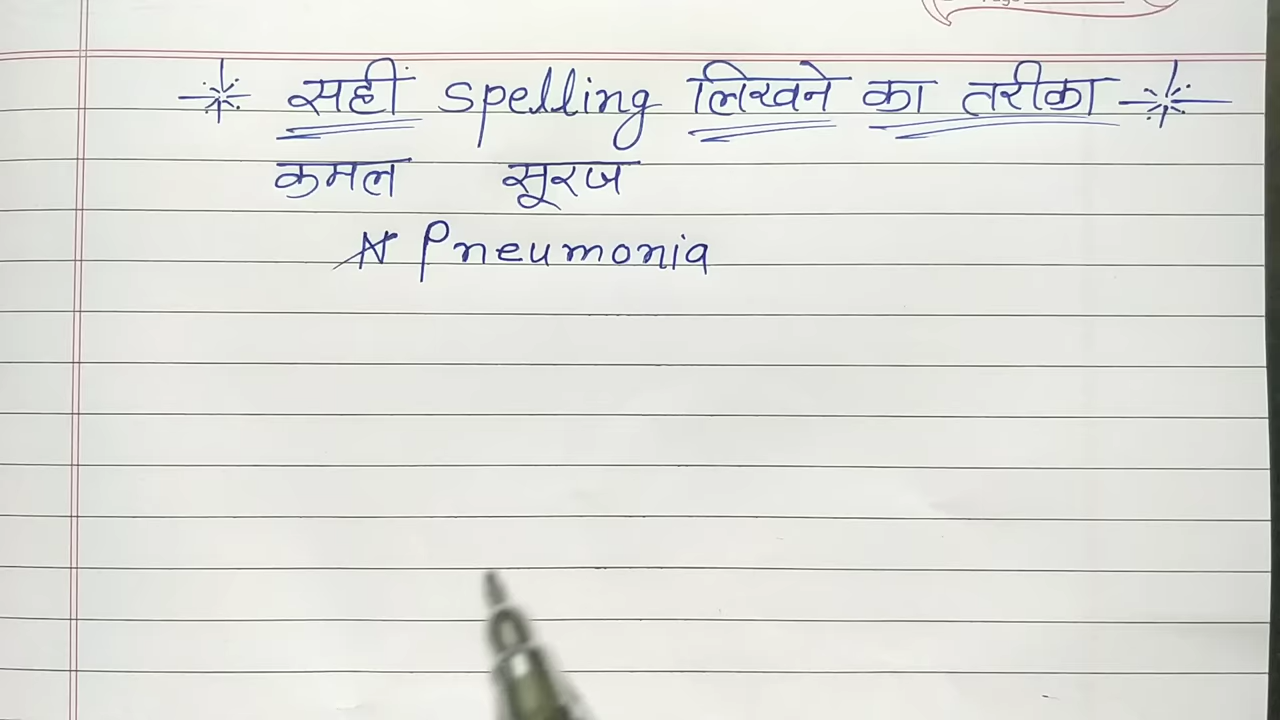 सही spelling लिखने का तरीका
कमल सूरज
N Pneumonia